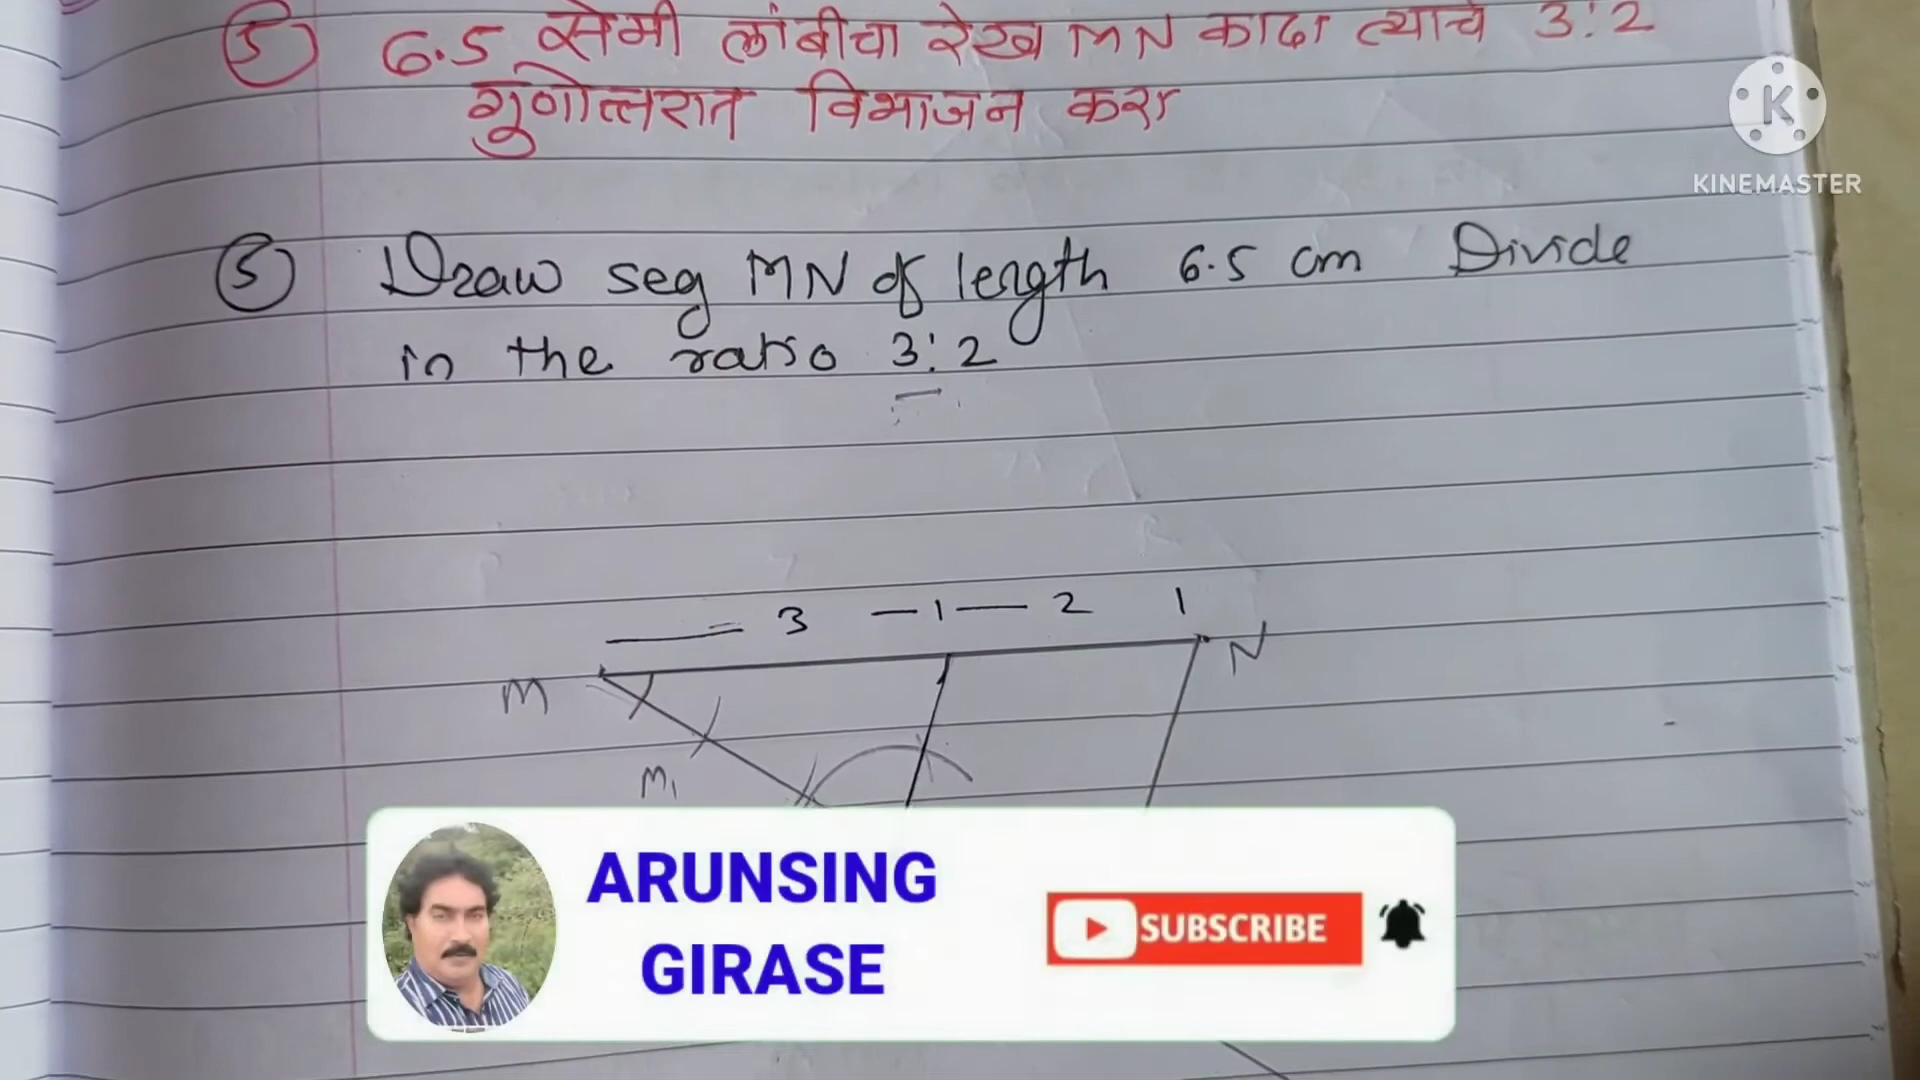 5 6.5 सेमी लांबीचा रेख MN काढा त्याचे 3:2
गुणोत्तरात विभाजन करा
K
KINEMASTER
5 Draw seg MN of length 6.5 cm Divide
in the ratio 3:2
3 1 2 1
M N
M₁
ARUNSING
GIRASE
SUBSCRIBE